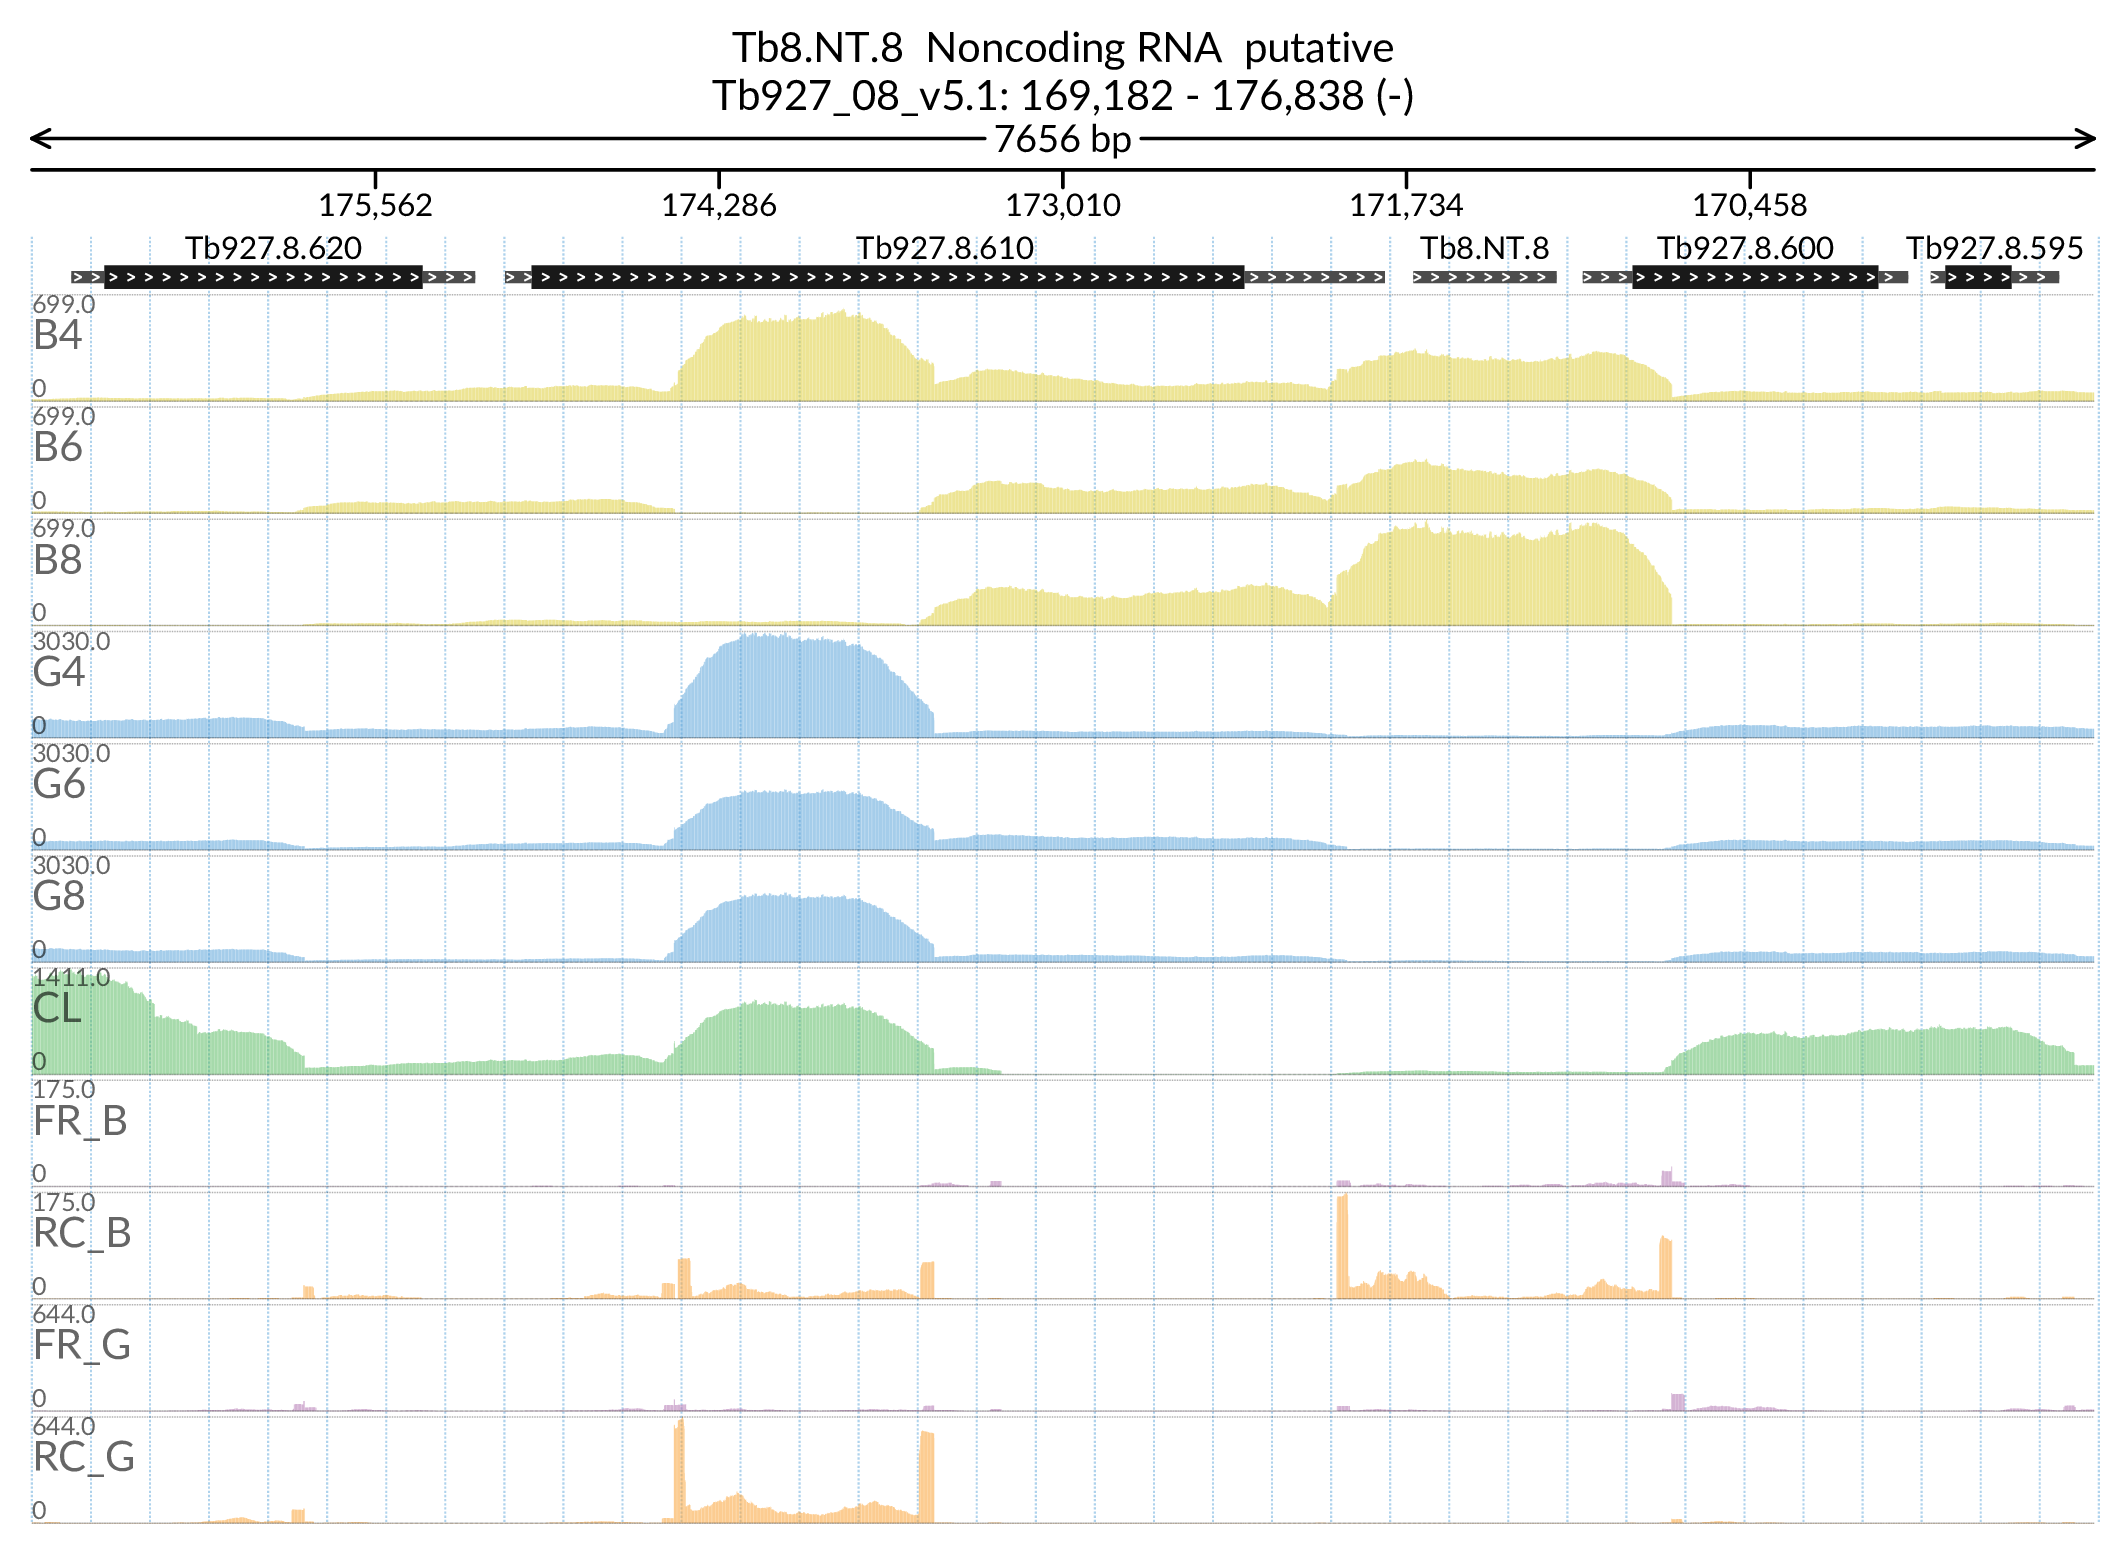 Tb8.NT.8 Noncoding RNA putative
Tb927_08_v5.1: 169,182 - 176,838 (-)
7656 bp
175,562 174,286 173,010 171,734 170,458
Tb927.8.620 Tb927.8.610 Tb8.NT.8 Tb927.8.600 Tb927.8.595
699.0
B4
0
699.0
B6
0
699.0
B8
0
3030.0
G4
0
3030.0
G6
0
3030.0
G8
0
1411.0
CL
0
175.0
FR_B
0
175.0
RC_B
0
644.0
FR_G
0
644.0
RC_G
0